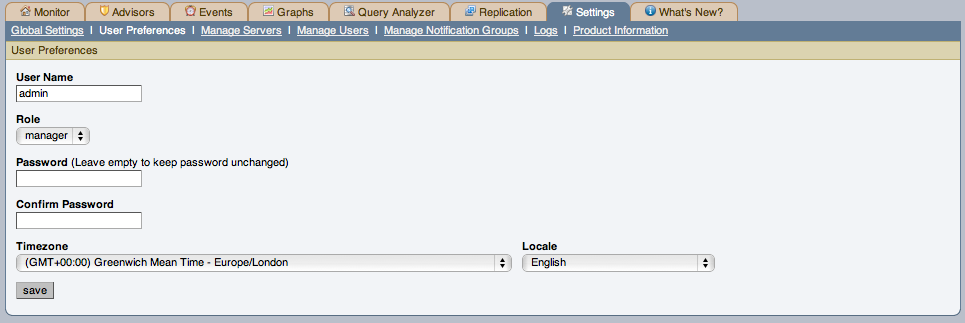 Monitor Advisors Events Graphs Query Analyzer Replication Settings What's New?
Global Settings | User Preferences | Manage Servers | Manage Users | Manage Notification Groups | Logs | Product Information
User Preferences
User Name
admin
Role
manager
Password (Leave empty to keep password unchanged)
Confirm Password
Timezone Locale
(GMT+00:00) Greenwich Mean Time - Europe/London English
save